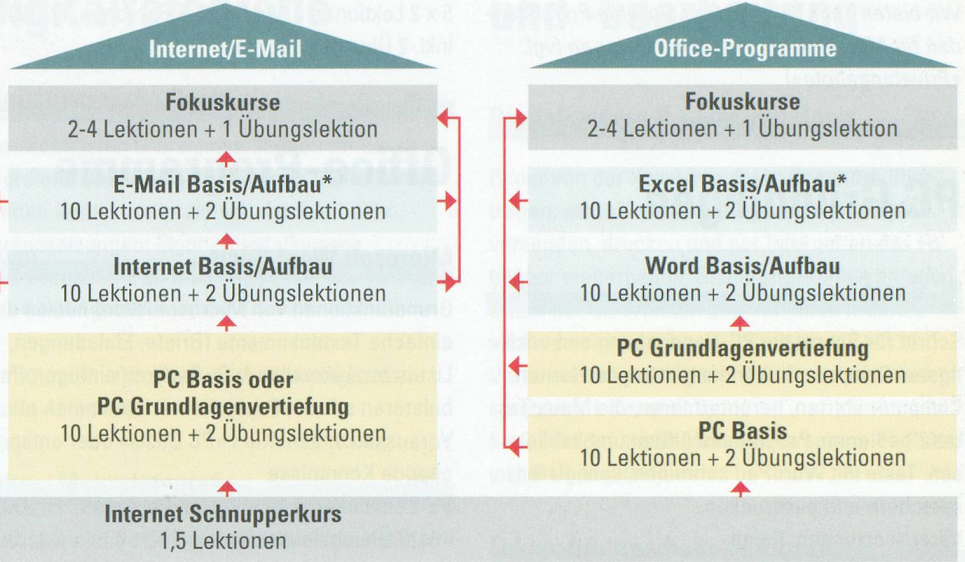 Internet/E-Mail
Fokuskurse
2-4 Lektionen + 1 Übungslektion
E-Mail Basis/Aufbau*
10 Lektionen + 2 Übungslektionen
Internet Basis/Aufbau
10 Lektionen + 2 Übungslektionen
PC Basis oder
PC Grundlagenvertiefung
10 Lektionen + 2 Übungslektionen
Internet Schnupperkurs
1,5 Lektionen
Office-Programme
Fokuskurse
2-4 Lektionen + 1 Übungslektion
Excel Basis/Aufbau*
10 Lektionen + 2 Übungslektionen
Word Basis/Aufbau
10 Lektionen + 2 Übungslektionen
PC Grundlagenvertiefung
10 Lektionen + 2 Übungslektionen
PC Basis
10 Lektionen + 2 Übungslektionen